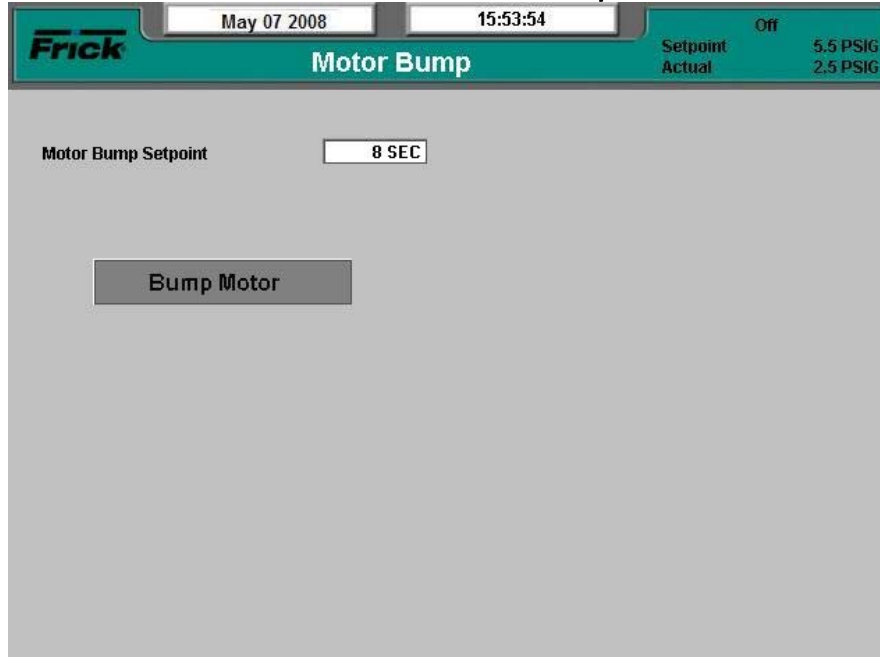 May 07 2008
15:53:54
Off
Frick
Motor Bump
Setpoint 5.5 PSIG
Actual 2.5 PSIG
Motor Bump Setpoint 8 SEC
Bump Motor